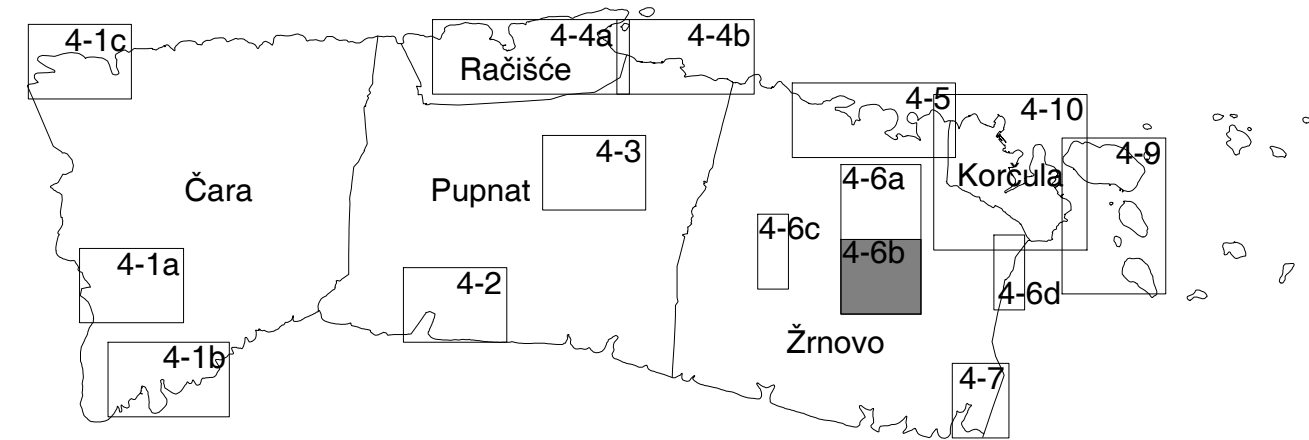 4-1c
4-4a
4-4b
Račišće
4-5
4-10
4-3
4-9
Čara
Pupnat
4-6a
Korčula
4-6c
4-6b
4-1a
4-2
4-6d
Žrnovo
4-1b
4-7